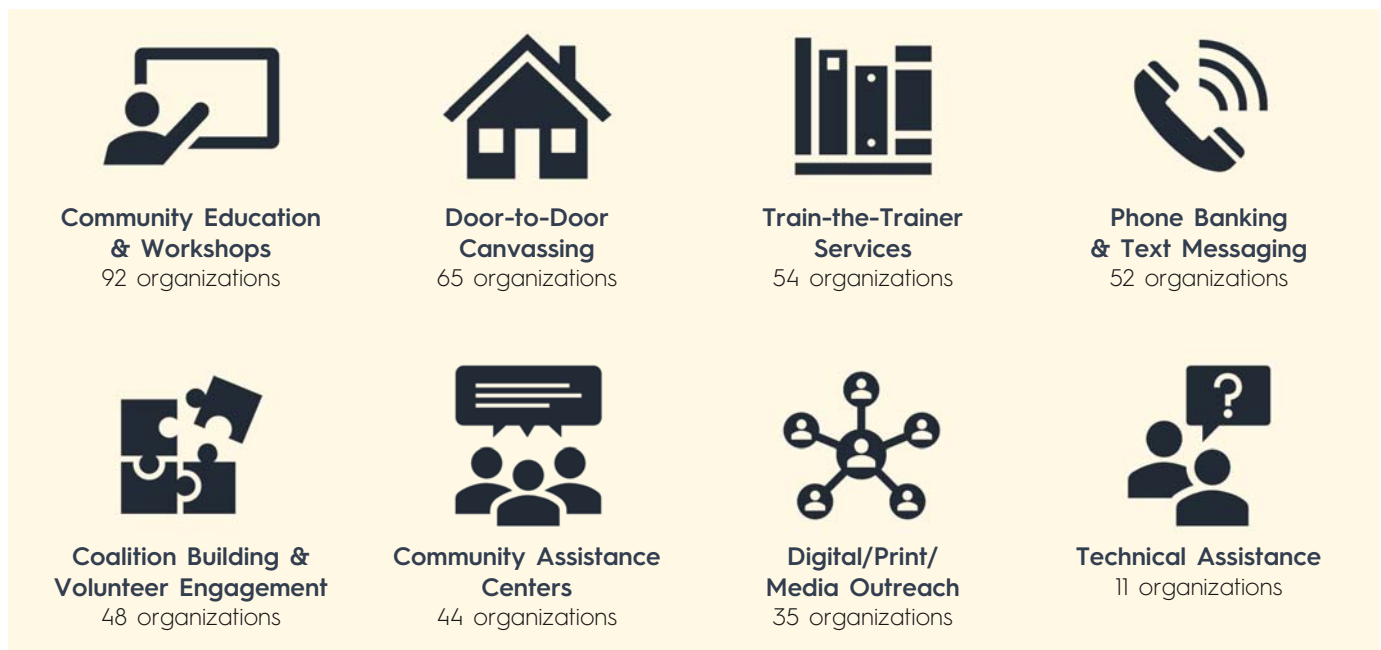 Community Education
& Workshops
92 organizations
Door-to-Door
Canvassing
65 organizations
Train-the-Trainer
Services
54 organizations
Phone Banking
& Text Messaging
52 organizations
?
Coalition Building &
Volunteer Engagement
48 organizations
Community Assistance
Centers
44 organizations
Digital/Print/
Media Outreach
35 organizations
Technical Assistance
11 organizations